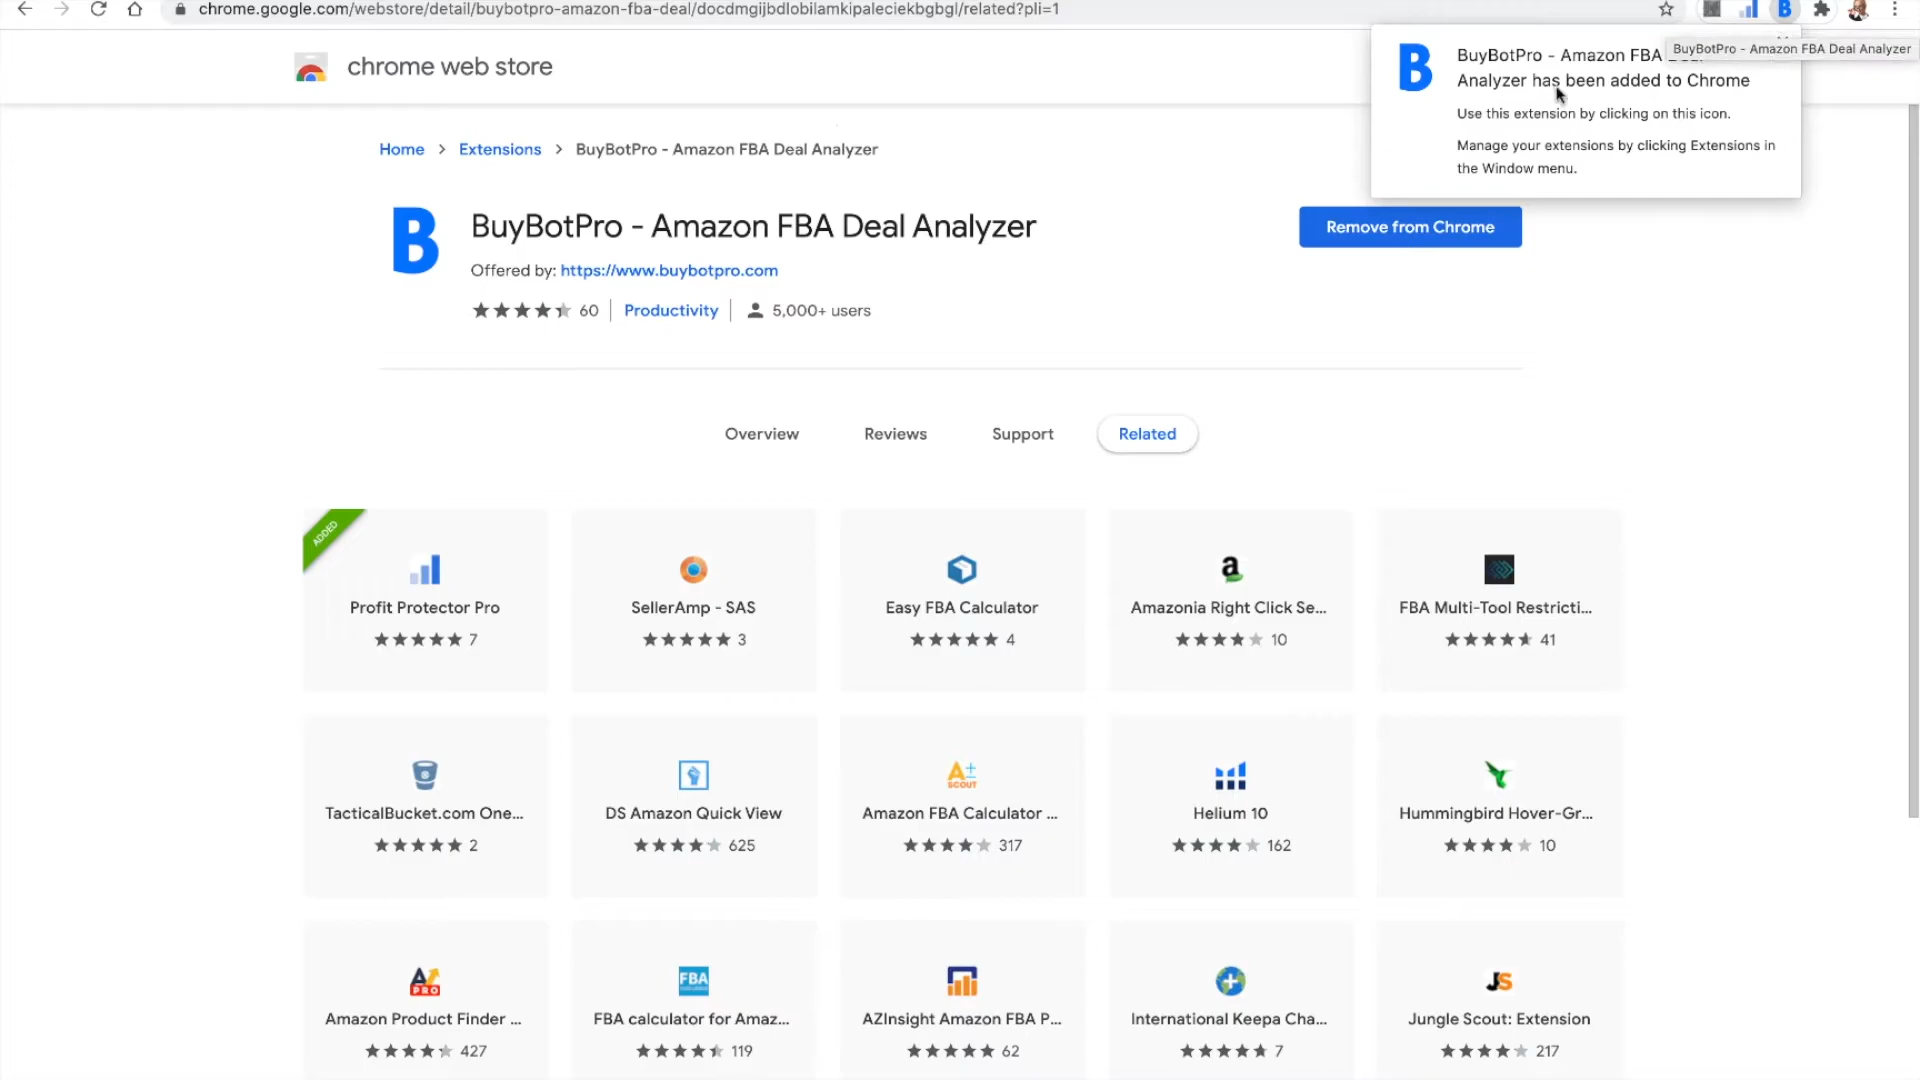 chrome.google.com/webstore/detail/buybotpro-amazon-fba-deal/docdmgijbdlobilamkipaleciekbgbgl/related?pli=1
B
BuyBotPro - Amazon FBA Deal Analyzer
B
BuyBotPro - Amazon FBA
Analyzer has been added to Chrome
Use this extension by clicking on this icon.
Manage your extensions by clicking Extensions in
the Window menu.
chrome web store
Home > Extensions > BuyBotPro - Amazon FBA Deal Analyzer
B
BuyBotPro - Amazon FBA Deal Analyzer
Remove from Chrome
Offered by: https://www.buybotpro.com
60 Productivity 5,000+ users
Overview Reviews Support Related
ADDED
a
Profit Protector Pro SellerAmp - SAS Easy FBA Calculator Amazonia Right Click Se... FBA Multi-Tool Restricti...
7 3 4 10 41
A± SCOUT
TacticalBucket.com One... DS Amazon Quick View Amazon FBA Calculator ... Helium 10 Hummingbird Hover-Gr...
2 625 317 162 10
AZ PRO FBA JS
Amazon Product Finder ... FBA calculator for Amaz... AZInsight Amazon FBA P... International Keepa Cha... Jungle Scout: Extension
427 119 62 7 217